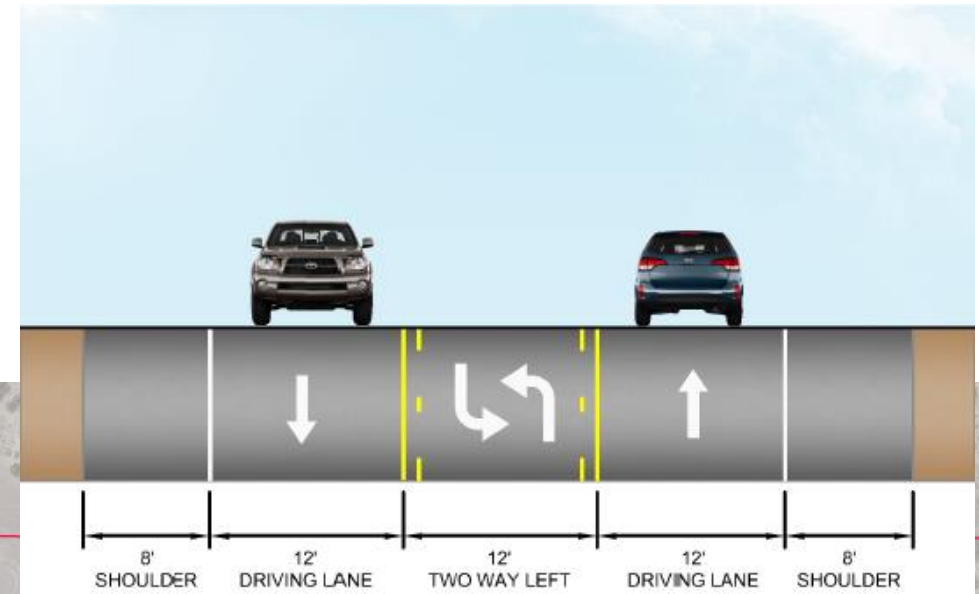 8' 12' 12' 12' 8'
SHOULDER DRIVING LANE TWO WAY LEFT DRIVING LANE SHOULDER